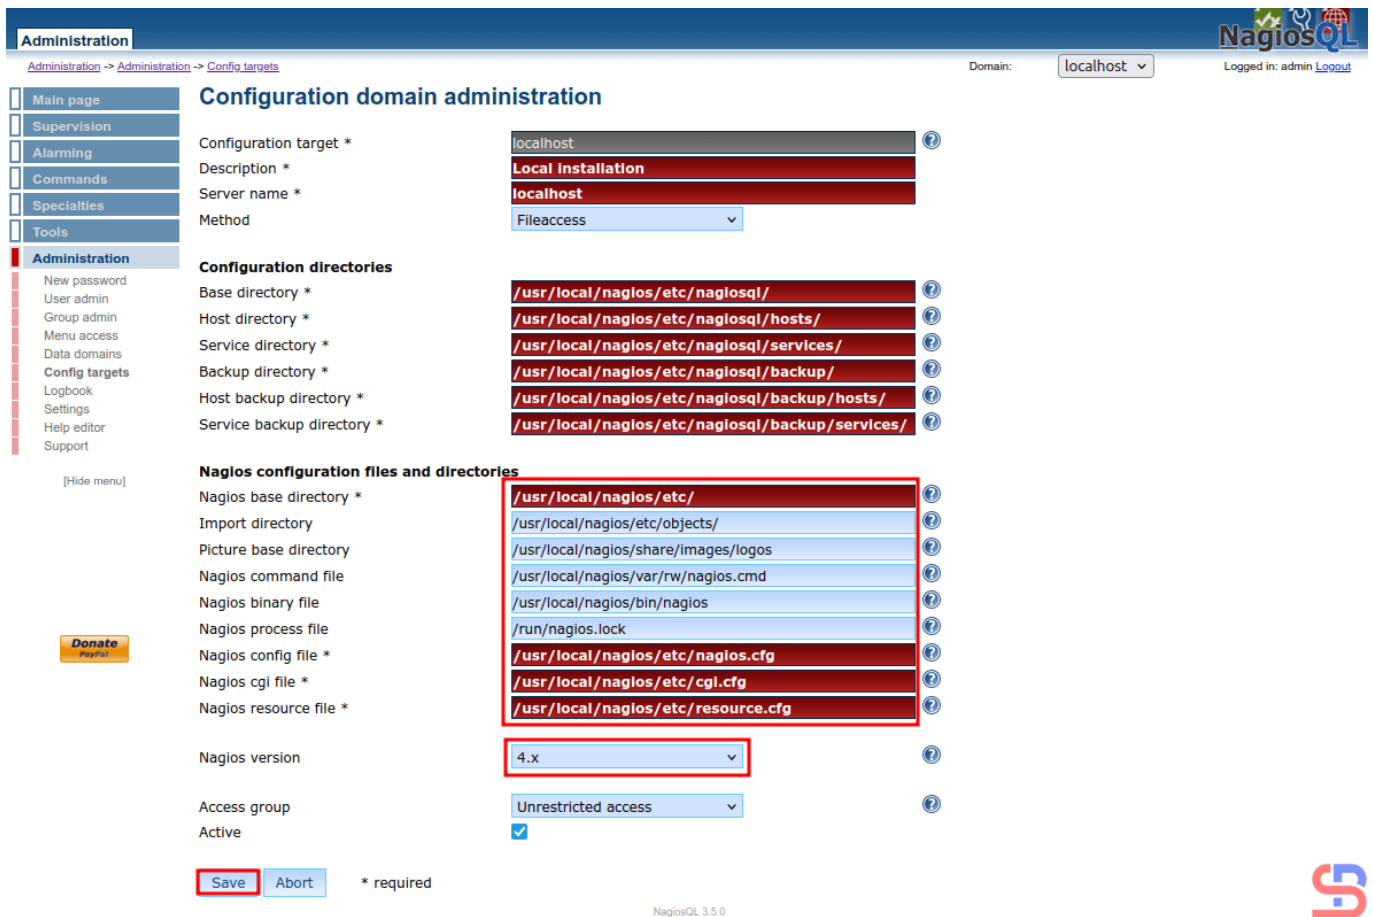 Administration
NagiosQL
Administration -> Administration -> Config targets
Domain:
localhost
Logged in: admin Logout
Main page
Supervision
Alarming
Commands
Specialties
Tools
Administration
New password
User admin
Group admin
Menu access
Data domains
Config targets
Logbook
Settings
Help editor
Support
[Hide menu]
Donate
PayPal
Configuration domain administration
Configuration target * localhost ?
Description * Local installation
Server name * localhost
Method Fileaccess
Configuration directories
Base directory * /usr/local/nagios/etc/nagiosql/ ?
Host directory * /usr/local/nagios/etc/nagiosql/hosts/ ?
Service directory * /usr/local/nagios/etc/nagiosql/services/ ?
Backup directory * /usr/local/nagios/etc/nagiosql/backup/ ?
Host backup directory * /usr/local/nagios/etc/nagiosql/backup/hosts/ ?
Service backup directory * /usr/local/nagios/etc/nagiosql/backup/services/ ?
Nagios configuration files and directories
Nagios base directory * /usr/local/nagios/etc/ ?
Import directory /usr/local/nagios/etc/objects/ ?
Picture base directory /usr/local/nagios/share/images/logos ?
Nagios command file /usr/local/nagios/var/rw/nagios.cmd ?
Nagios binary file /usr/local/nagios/bin/nagios ?
Nagios process file /run/nagios.lock ?
Nagios config file * /usr/local/nagios/etc/nagios.cfg ?
Nagios cgi file * /usr/local/nagios/etc/cgi.cfg ?
Nagios resource file * /usr/local/nagios/etc/resource.cfg ?
Nagios version 4.x ?
Access group Unrestricted access ?
Active
Save Abort * required
NagiosQL 3.5.0